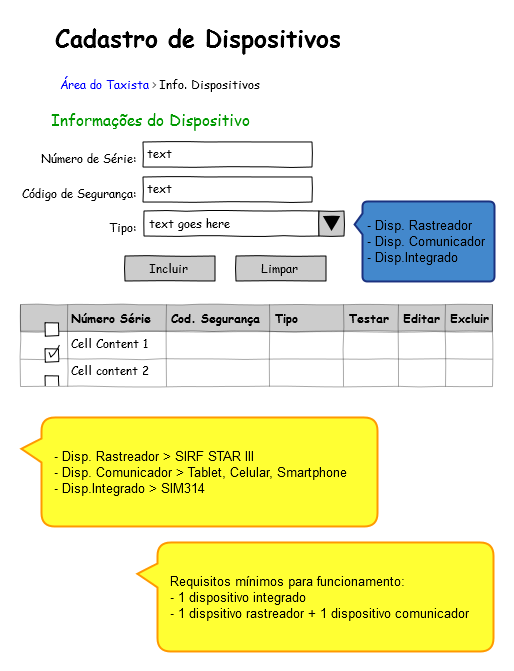 Cadastro de Dispositivos
Área do Taxista > Info. Dispositivos
Informações do Dispositivo
Número de Série: text
Código de Segurança: text
Tipo: text goes here
- Disp. Rastreador
- Disp. Comunicador
- Disp.Integrado
Incluir Limpar
Número Série Cod. Segurança Tipo Testar Editar Excluir
Cell Content 1
Cell content 2
- Disp. Rastreador > SIRF STAR III
- Disp. Comunicador > Tablet, Celular, Smartphone
- Disp.Integrado > SIM314
Requisitos mínimos para funcionamento:
- 1 dispositivo integrado
- 1 dispsitivo rastreador + 1 dispositivo comunicador